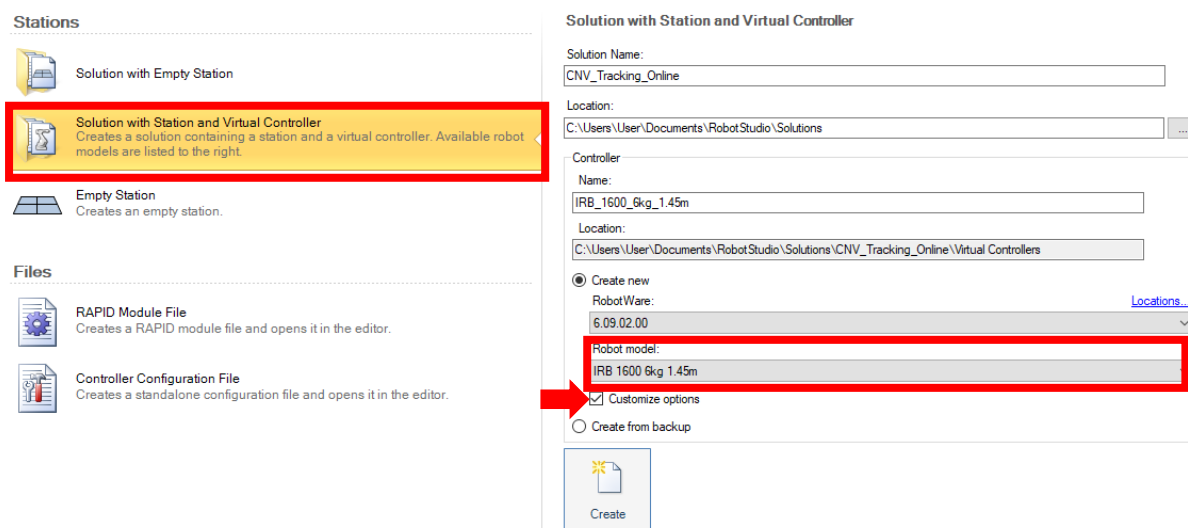 Stations
Solution with Empty Station
Solution with Station and Virtual Controller
Creates a solution containing a station and a virtual controller. Available robot
models are listed to the right.
Empty Station
Creates an empty station.
Files
RAPID Module File
Creates a RAPID module file and opens it in the editor.
Controller Configuration File
Creates a standalone configuration file and opens it in the editor.
Solution with Station and Virtual Controller
Solution Name:
CNV_Tracking_Online
Location:
C:\Users\User\Documents\RobotStudio\Solutions
...
Controller
Name:
IRB_1600_6kg_1.45m
Location:
C:\Users\User\Documents\RobotStudio\Solutions\CNV_Tracking_Online\Virtual Controllers
Create new
RobotWare:
Locations...
6.09.02.00
Robot model:
IRB 1600 6kg 1.45m
Customize options
Create from backup
Create